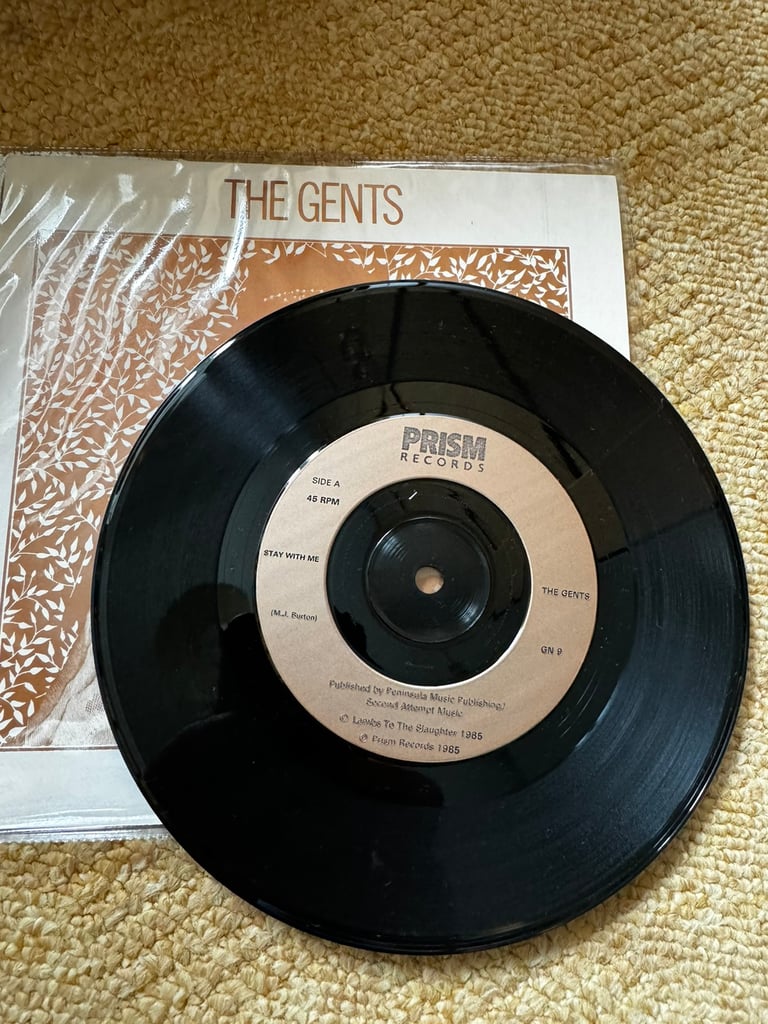 THE GENTS
PRISM
RECORDS
SIDE A
45 RPM
STAY WITH ME
(M.J. Burton)
THE GENTS
GN 9
Published by Peninsula Music Publishing/
Second Attempt Music
© Lambs To The Slaughter 1985
℗ Prism Records 1985